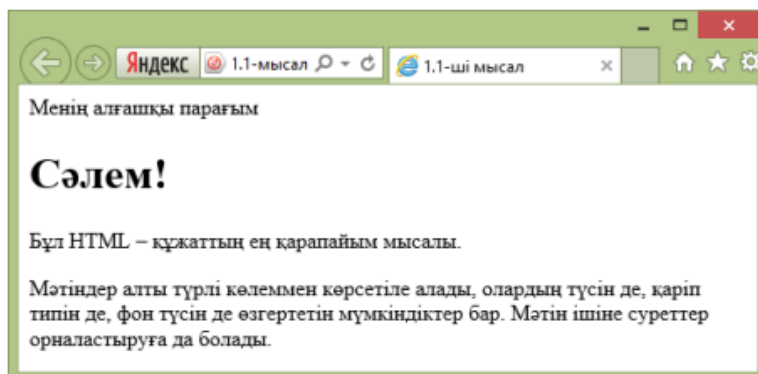 Яндекс 1.1-мысал 1.1-ші мысал
Менің алғашқы парағым
Сәлем!
Бұл HTML – құжаттың ең қарапайым мысалы.
Мәтіндер алты түрлі көлеммен көрсетіле алады, олардың түсін де, қаріп
типін де, фон түсін де өзгертетін мүмкіндіктер бар. Мәтін ішіне суреттер
орналастыруға да болады.